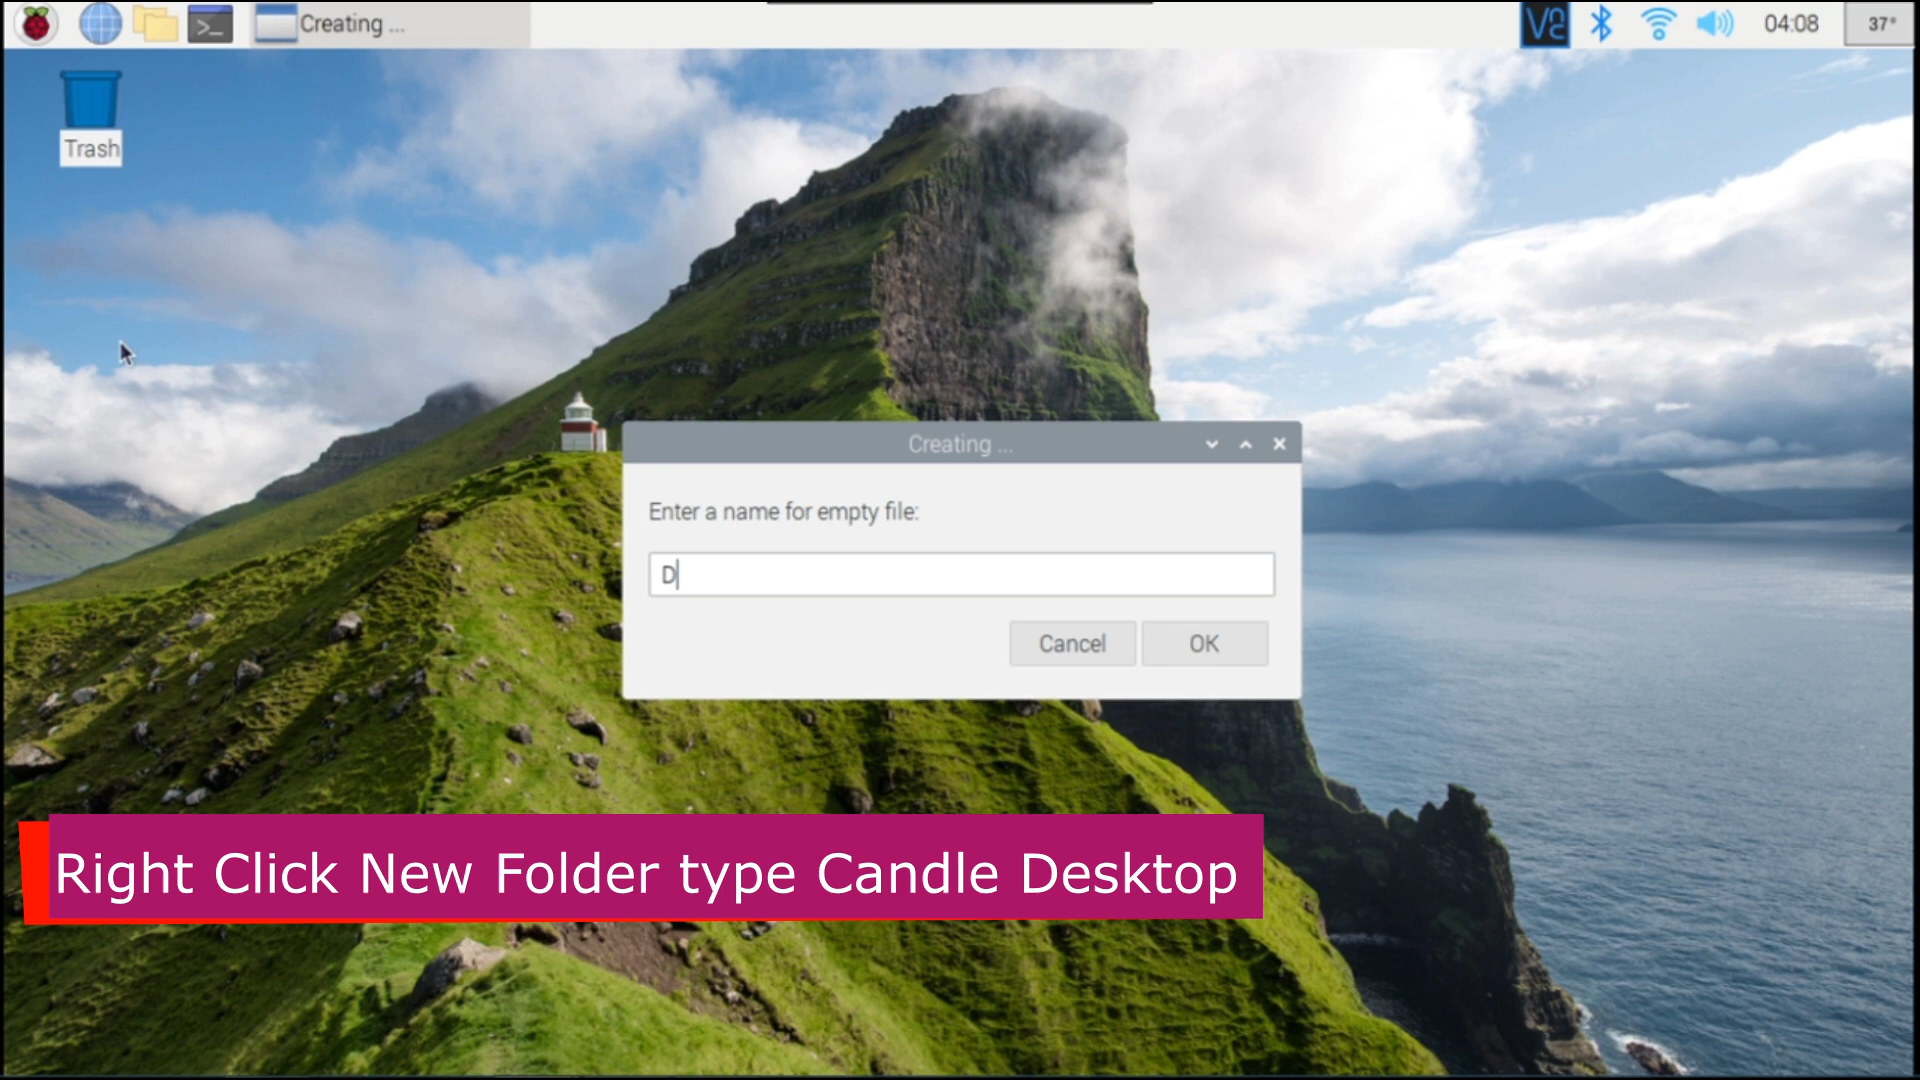 Creating ...
04:08
37°
Trash
Creating ...
Enter a name for empty file:
D
Cancel
OK
Right Click New Folder type Candle Desktop